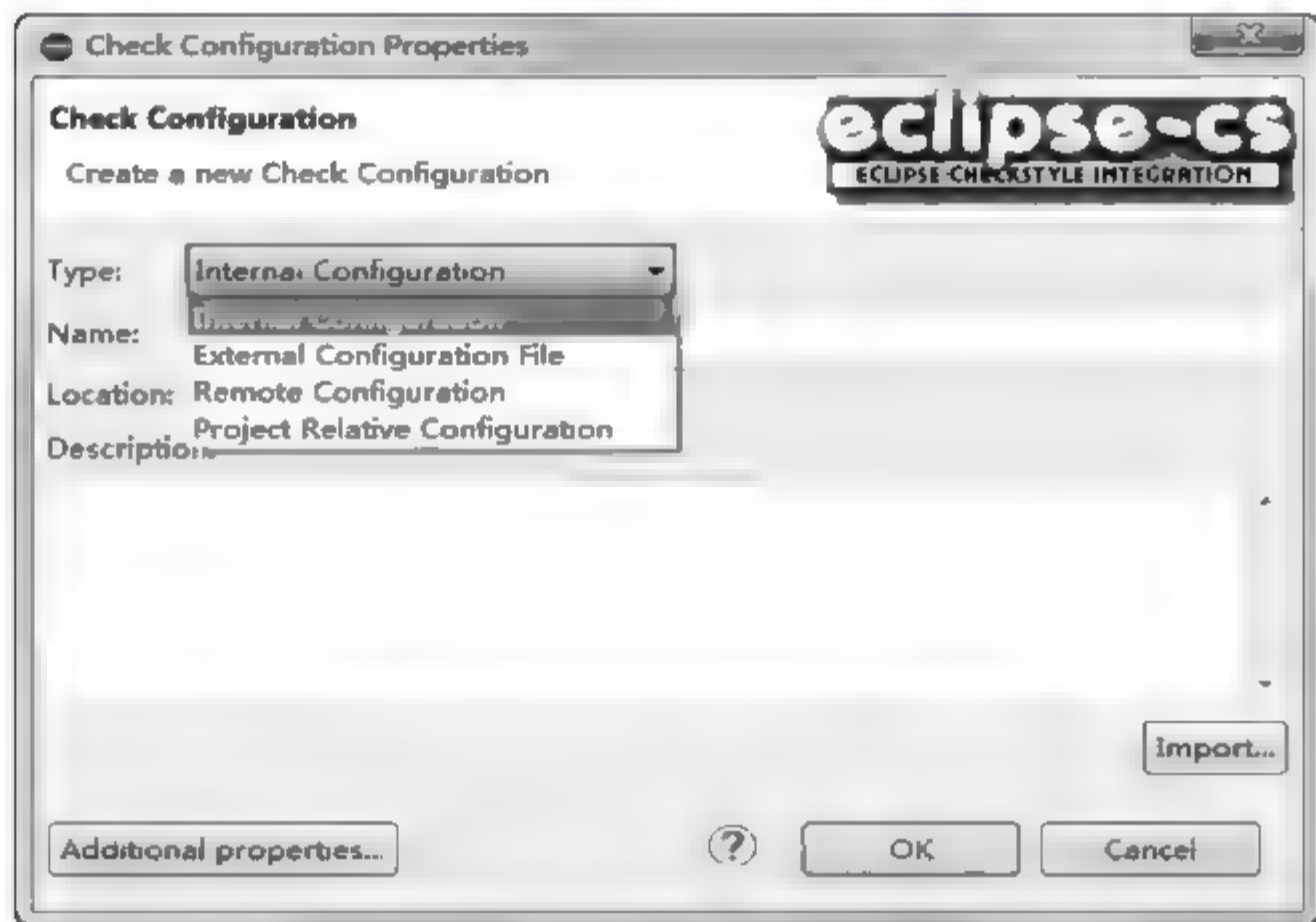 Check Configuration Properties
Check Configuration
Create a new Check Configuration
eclipse-cs
ECLIPSE CHECKSTYLE INTEGRATION
Type: Internal Configuration
Name:
External Configuration File
Location: Remote Configuration
Project Relative Configuration
Description:
Import...
Additional properties... ? OK Cancel